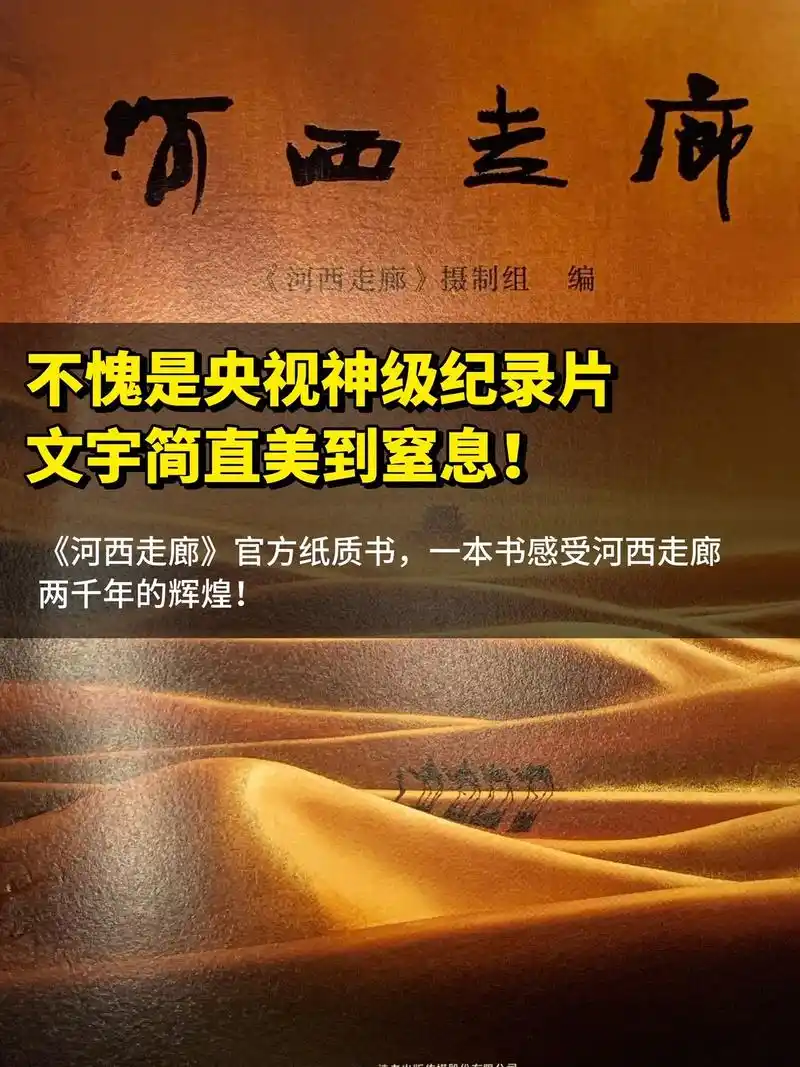 河西走廊
《河西走廊》摄制组 编
不愧是央视神级纪录片
文字简直美到窒息!
《河西走廊》官方纸质书,一本书感受河西走廊
两千年的辉煌!